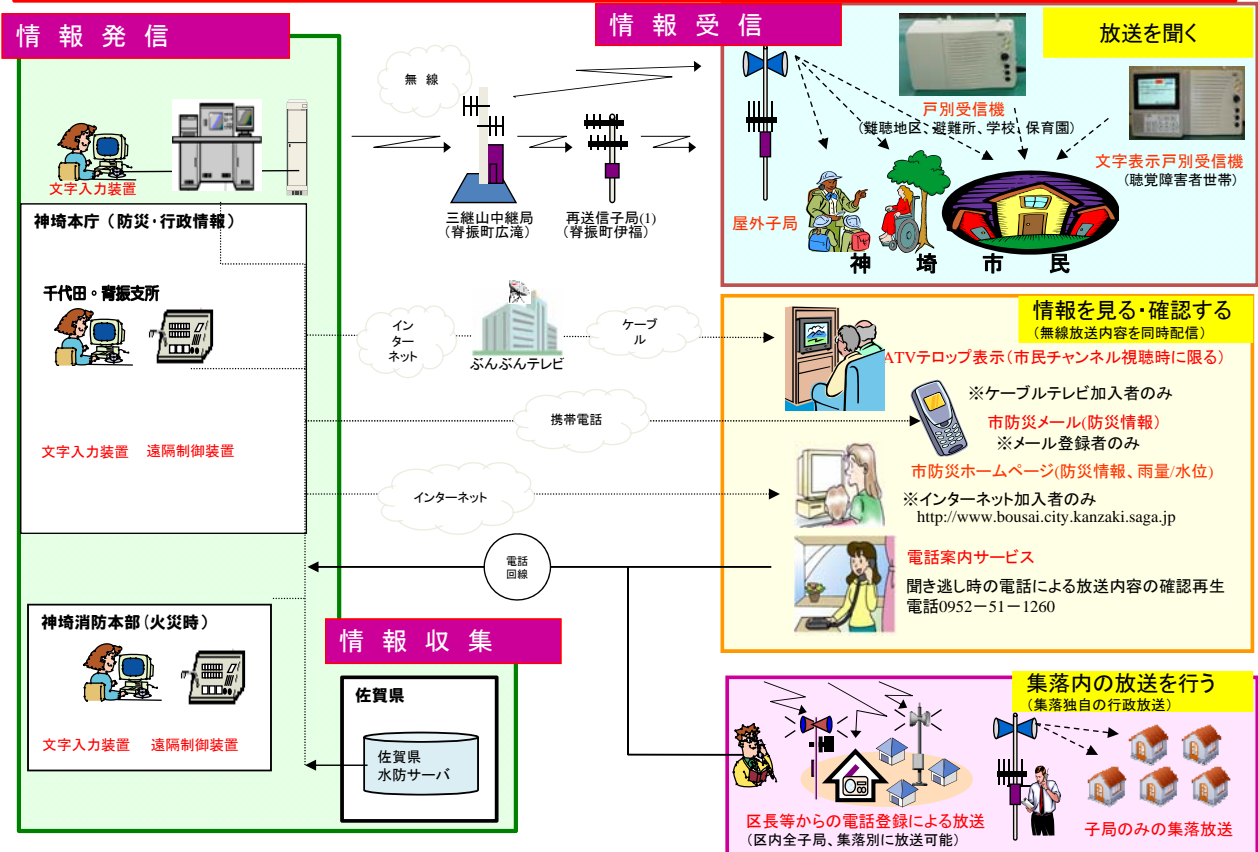 情報発信
文字入力装置
神埼本庁（防災・行政情報）
千代田。脊振支所
文字入力装置　遠隔制御装置
神埼消防本部（火災時）
文字入力装置　遠隔制御装置
情報収集
佐賀県
佐賀県
水防サーバ
無線
三継山中継局
（脊振町広滝）
再送信子局(1)
（脊振町伊福）
イン
ターネット
ぶんぶんテレビ
ケーブル
携帯電話
インターネット
電話
回線
情報受信
放送を聞く
戸別受信機
（難聴地区、避難所、学校、保育園）
文字表示戸別受信機
（聴覚障害者世帯）
屋外子局
神埼市民
情報を見る・確認する
（無線放送内容を同時配信）
ATVテロップ表示（市民チャンネル視聴時に限る）
※ケーブルテレビ加入者のみ
市防災メール(防災情報)
※メール登録者のみ
市防災ホームページ(防災情報、雨量/水位)
※インターネット加入者のみ
http://www.bousai.city.kanzaki.saga.jp
電話案内サービス
聞き逃し時の電話による放送内容の確認再生
電話0952－51－1260
集落内の放送を行う
（集落独自の行政放送）
区長等からの電話登録による放送
（区内全子局、集落別に放送可能）
子局のみの集落放送